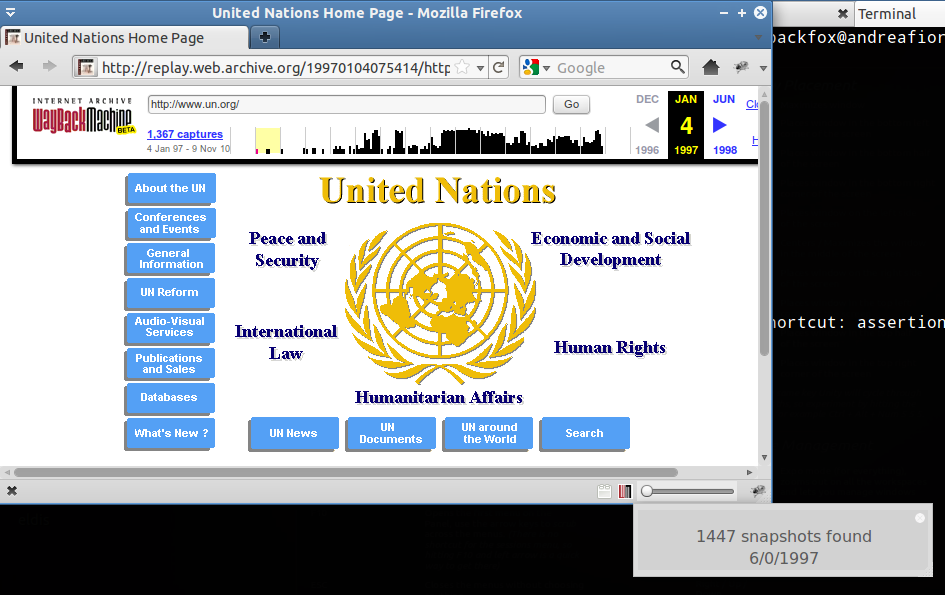 United Nations Home Page - Mozilla Firefox
Terminal
United Nations Home Page
backfox@andreafior
http://replay.web.archive.org/19970104075414/http
Google
INTERNET ARCHIVE
WayBackMachine
BETA
http://www.un.org/
Go
DEC
JAN
JUN
Clo
1,367 captures
4
4 Jan 97 - 9 Nov 10
1996
1997
1998
H
About the UN
United Nations
Conferences
and Events
Peace and
Security
Economic and Social
Development
General
Information
UN Reform
Audio-Visual
Services
International
Law
hortcut: assertion
Human Rights
Publications
and Sales
Databases
Humanitarian Affairs
What's New ?
UN News
UN
Documents
UN around
the World
Search
1447 snapshots found
6/0/1997